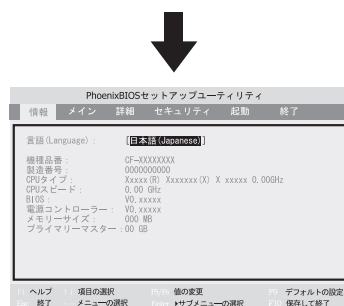 PhoenixBIOSセットアップユーティリティ
情報 メイン 詳細 セキュリティ 起動 終了
言語(Language) : [日本語(Japanese)]
機種品番 : CF-XXXXXXXX
製造番号 : 0000000000
CPUタイプ : Xxxxx(R) Xxxxxxx(X) X xxxxx 0.00GHz
CPUスピード : 0.00 GHz
BIOS : V0.xxxxx
電源コントローラー : V0.xxxxx
メモリーサイズ : 000 MB
プライマリーマスター : 00 GB
ヘルプ 項目の選択 F5/F6 値の変更 F9 デフォルトの設定
Esc 終了 メニューの選択 Enter ▶サブメニューの選択 F10 保存して終了